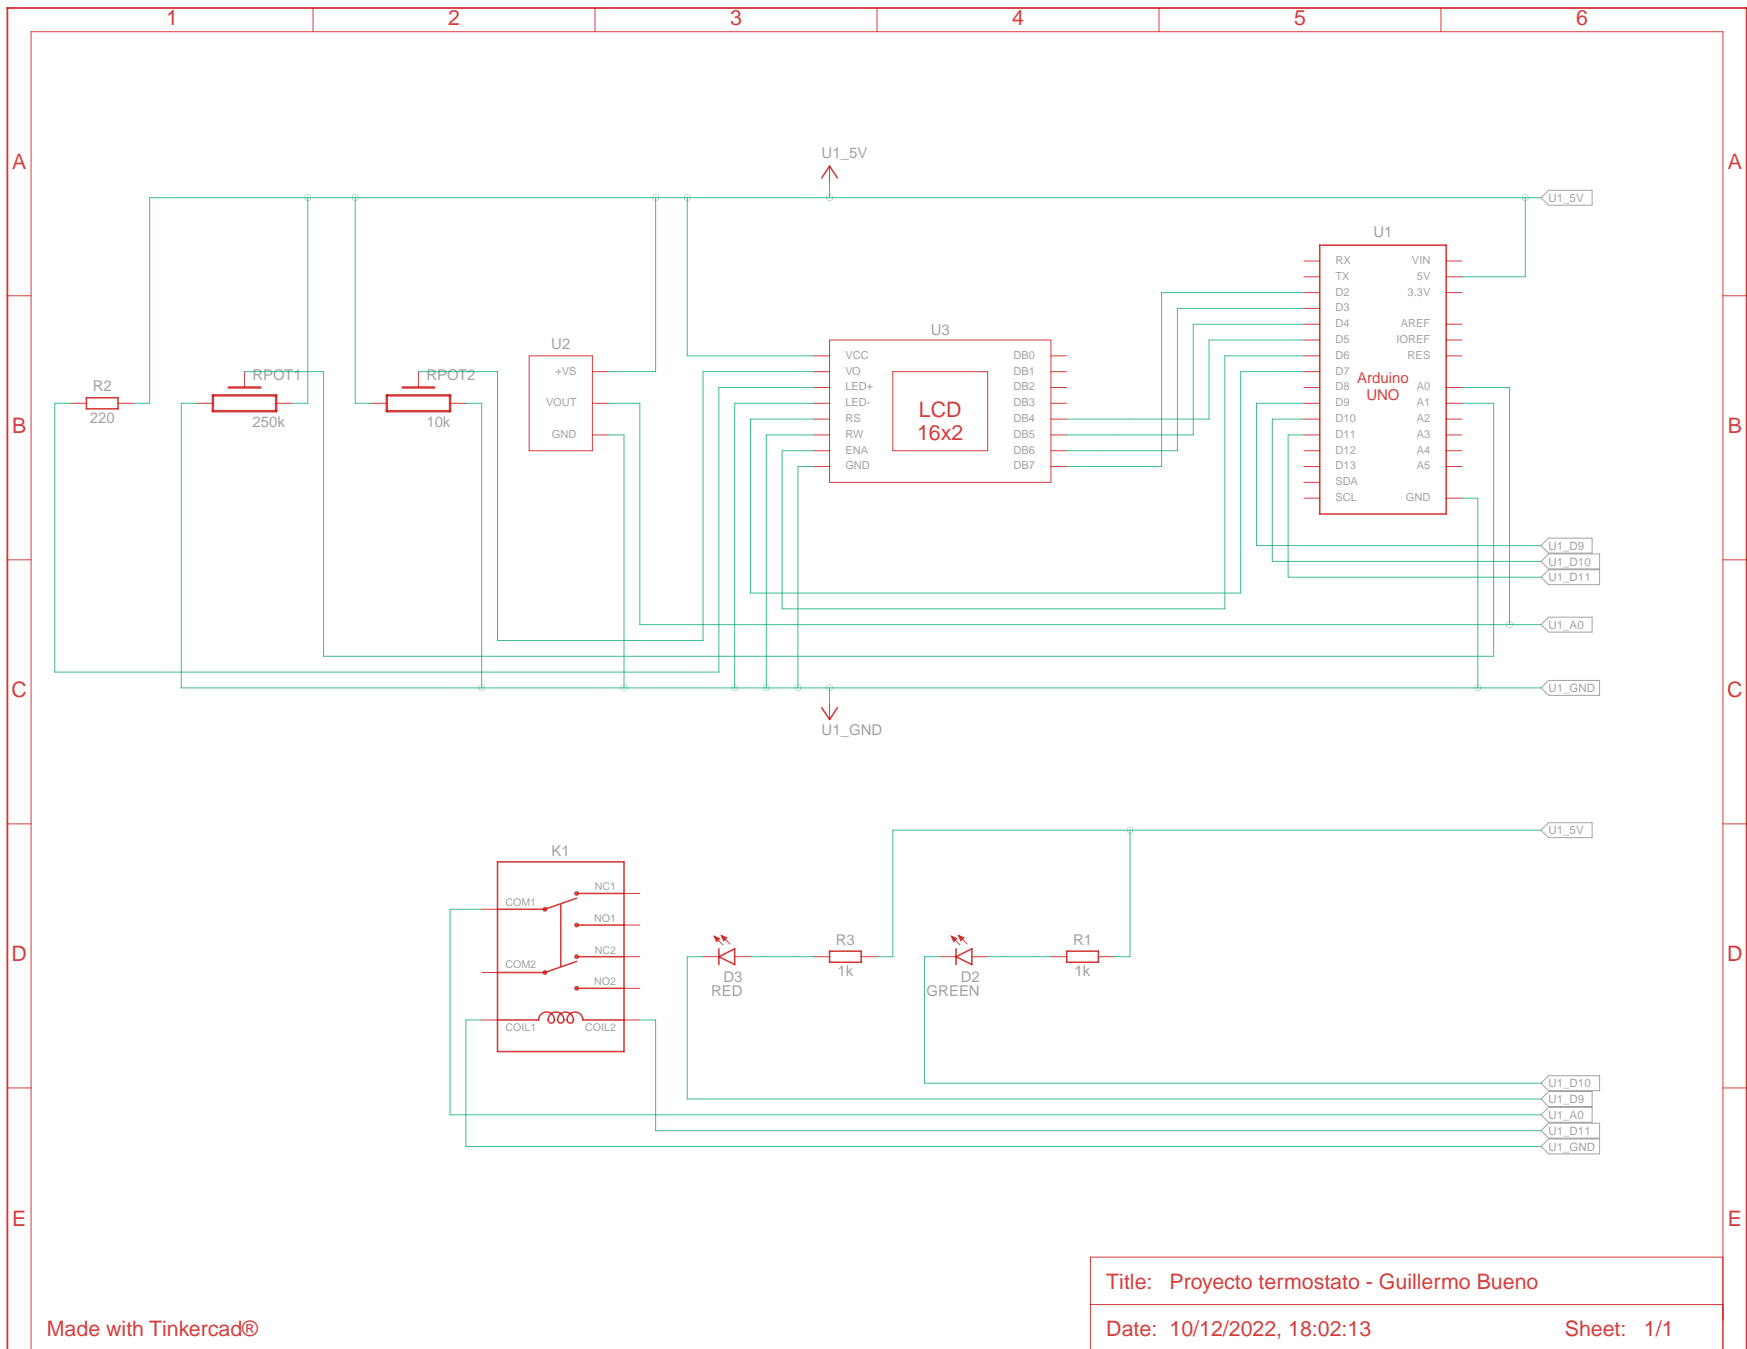 1 2 3 4 5 6
A A
U1_5V
U1_5V
U1
RX VIN
TX 5V
D2 3.3V
D3
D4 AREF
D5 IOREF
D6 RES
D7
D8 A0
D9 A1
D10 A2
D11 A3
D12 A4
D13 A5
SDA
SCL GND
Arduino
UNO
B B
R2
220
RPOT1
250k
RPOT2
10k
U2
+VS
VOUT
GND
U3
VCC DB0
VO DB1
LED+ DB2
LED- DB3
RS DB4
RW DB5
ENA DB6
GND DB7
LCD
16x2
U1_D9
U1_D10
U1_D11
U1_A0
C C
U1_GND
U1_GND
U1_5V
K1
NC1
COM1
NO1
NC2
COM2
NO2
COIL1 COIL2
D D
D3
RED
R3
1k
D2
GREEN
R1
1k
U1_D10
U1_D9
U1_A0
U1_D11
U1_GND
E E
Title: Proyecto termostato - Guillermo Bueno
Made with Tinkercad®
Date: 10/12/2022, 18:02:13 Sheet: 1/1